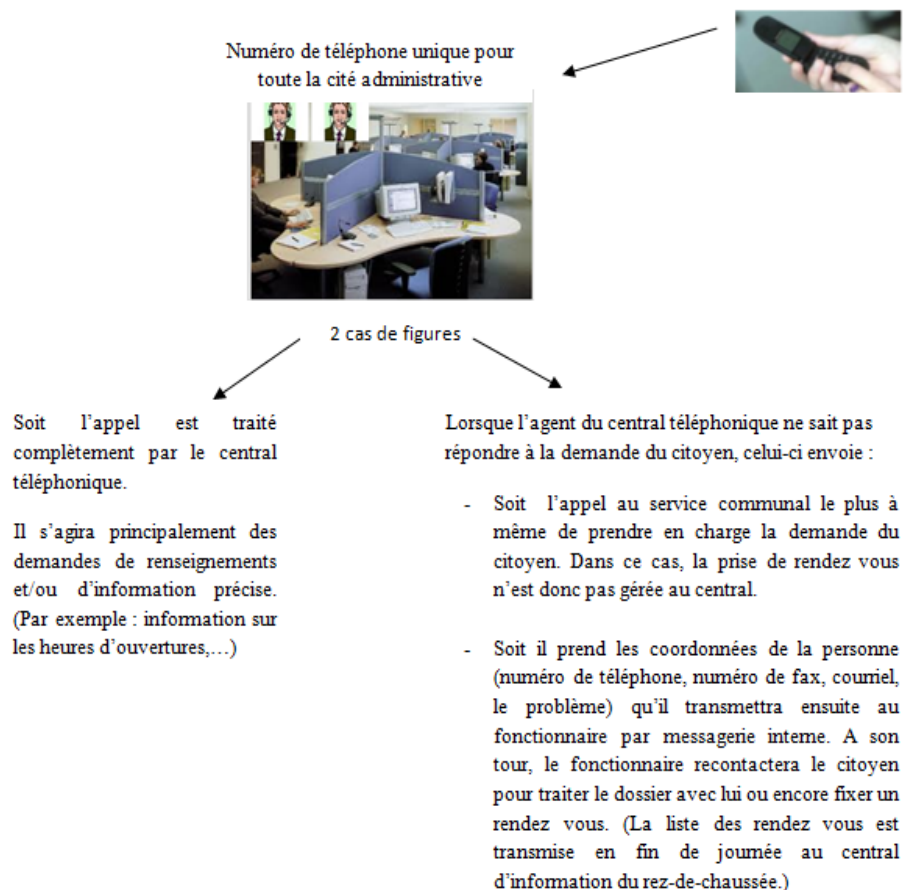 Numéro de téléphone unique pour
toute la cité administrative
2 cas de figures
Soit l’appel est traité
complètement par le central
téléphonique.
Il s’agira principalement des
demandes de renseignements
et/ou d’information précise.
(Par exemple : information sur
les heures d’ouvertures,…)
Lorsque l’agent du central téléphonique ne sait pas
répondre à la demande du citoyen, celui-ci envoie :
- Soit l’appel au service communal le plus à
même de prendre en charge la demande du
citoyen. Dans ce cas, la prise de rendez vous
n’est donc pas gérée au central.
- Soit il prend les coordonnées de la personne
(numéro de téléphone, numéro de fax, courriel,
le problème) qu’il transmettra ensuite au
fonctionnaire par messagerie interne. A son
tour, le fonctionnaire recontactera le citoyen
pour traiter le dossier avec lui ou encore fixer un
rendez vous. (La liste des rendez vous est
transmise en fin de journée au central
d’information du rez-de-chaussée.)